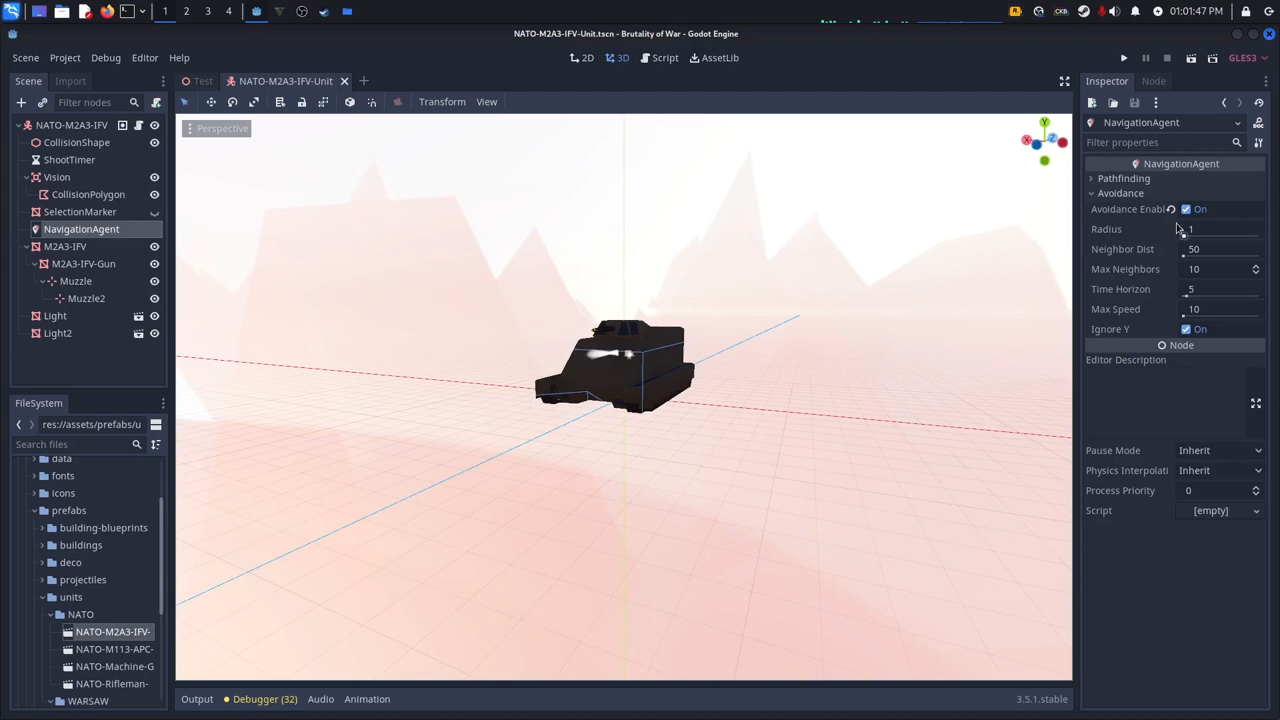 1
2
3
4
CKB
01:01:47
NATO-M2A3-IFV-Unit.tscn - Brutality of War - Godot Engine
Scene Project Debug Editor Help
2D 3D Script AssetLib
GLES3
Scene Import
Test NATO-M2A3-IFV-Unit
Inspector Node
Filter nodes
Transform View
NATO-M2A3-IFV
CollisionShape
ShootTimer
Vision
CollisionPolygon
SelectionMarker
NavigationAgent
M2A3-IFV
M2A3-IFV-Gun
Muzzle
Muzzle2
Light
Light2
Perspective
Y
X
Z
NavigationAgent
Filter properties
NavigationAgent
Pathfinding
Avoidance
Avoidance Enabl On
Radius 1
Neighbor Dist 50
Max Neighbors 10
Time Horizon 5
Max Speed 10
Ignore Y On
Node
Editor Description
Pause Mode Inherit
Physics Interpolati Inherit
Process Priority 0
Script [empty]
FileSystem
res://assets/prefabs/u
Search files
data
fonts
icons
prefabs
building-blueprints
buildings
deco
projectiles
units
NATO
NATO-M2A3-IFV-
NATO-M113-APC-
NATO-Machine-G
NATO-Rifleman-
WARSAW
Output Debugger (32) Audio Animation
3.5.1.stable